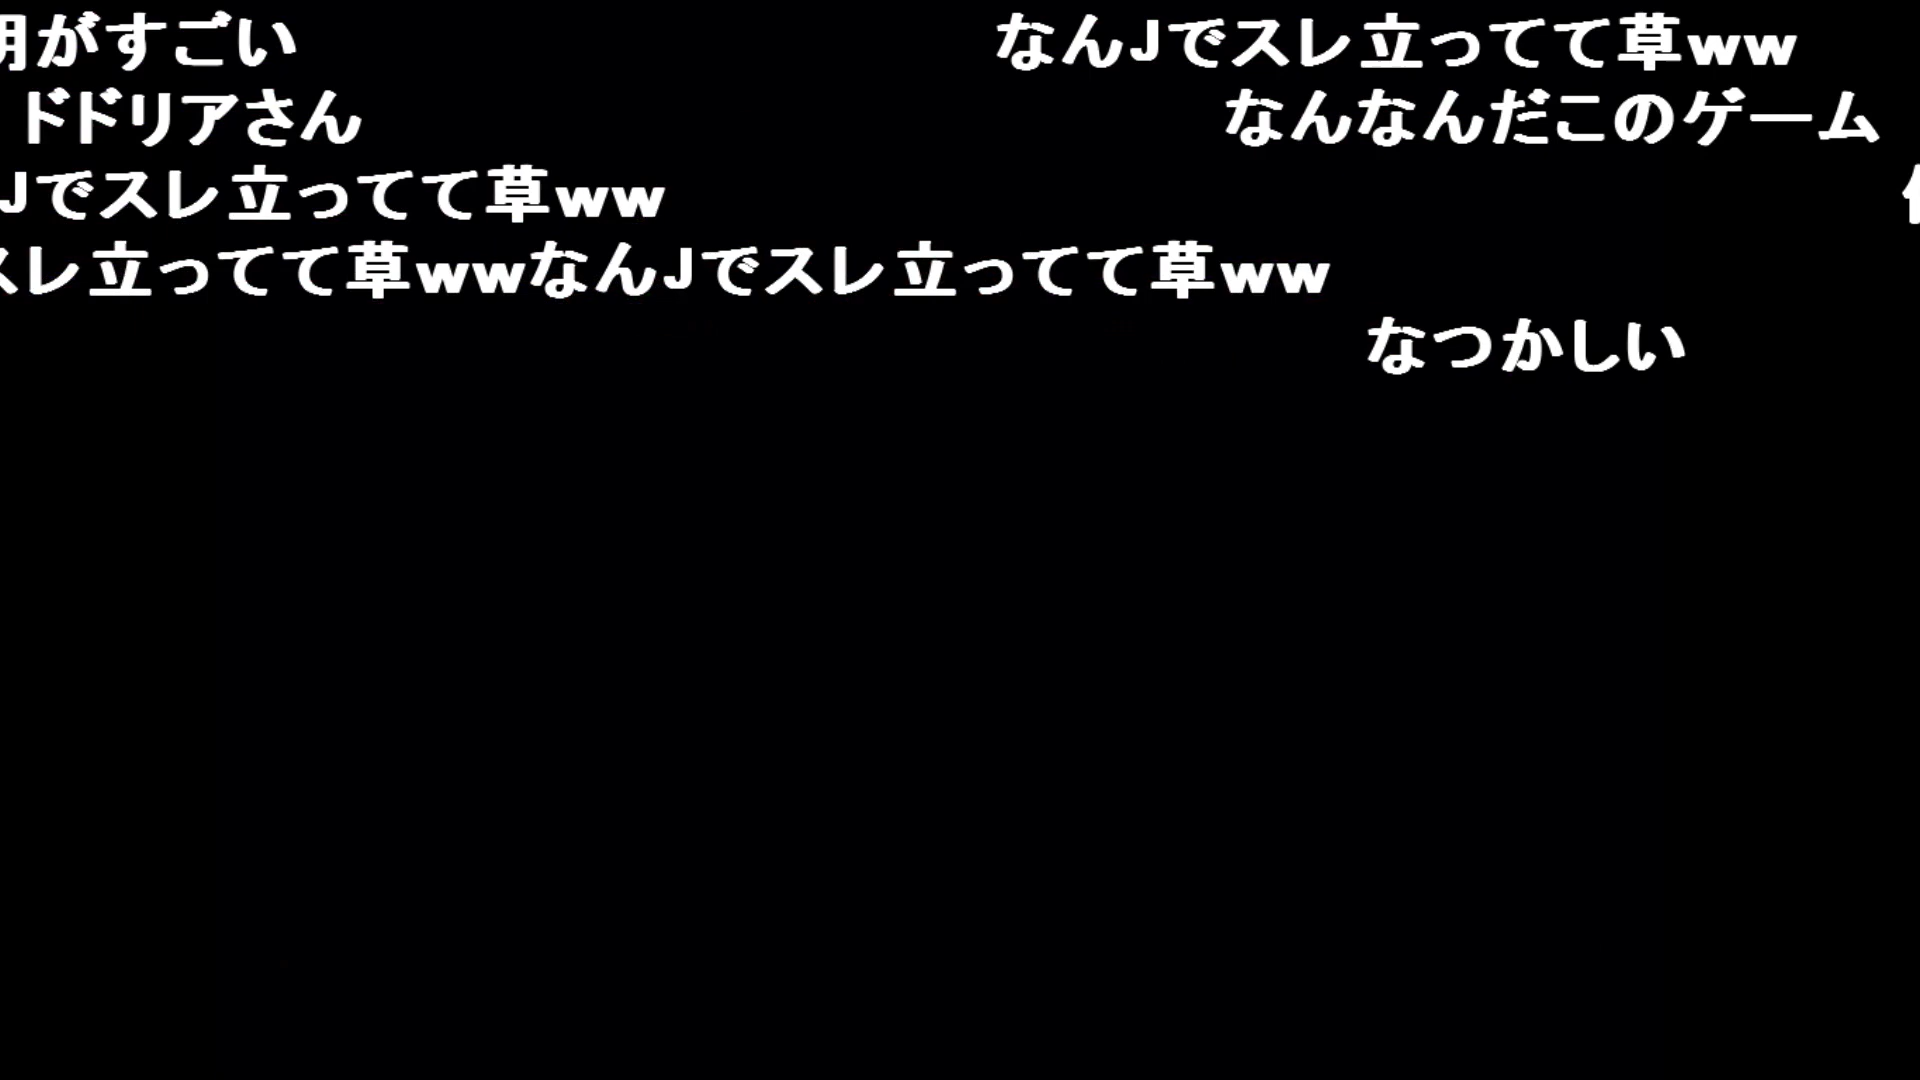 がすごい なんJでスレ立ってて草ww
ドドリアさん なんなんだこのゲーム
Jでスレ立ってて草ww
スレ立ってて草wwなんJでスレ立ってて草ww
なつかしい